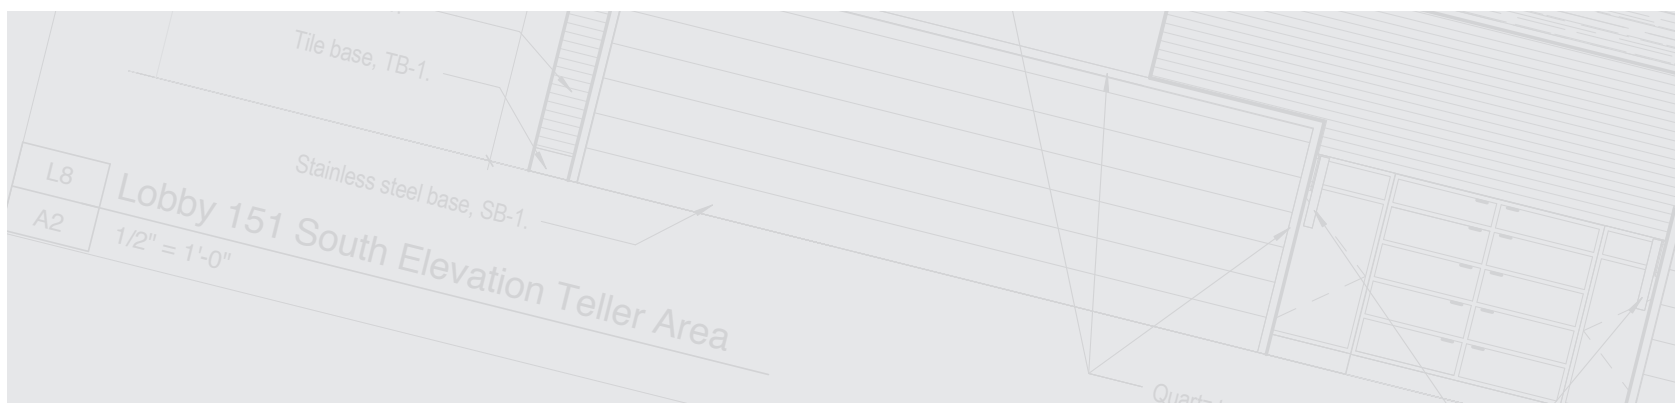 Tile base, TB-1.
Stainless steel base, SB-1.
L8
Lobby 151 South Elevation Teller Area
A2
1/2" = 1'-0"